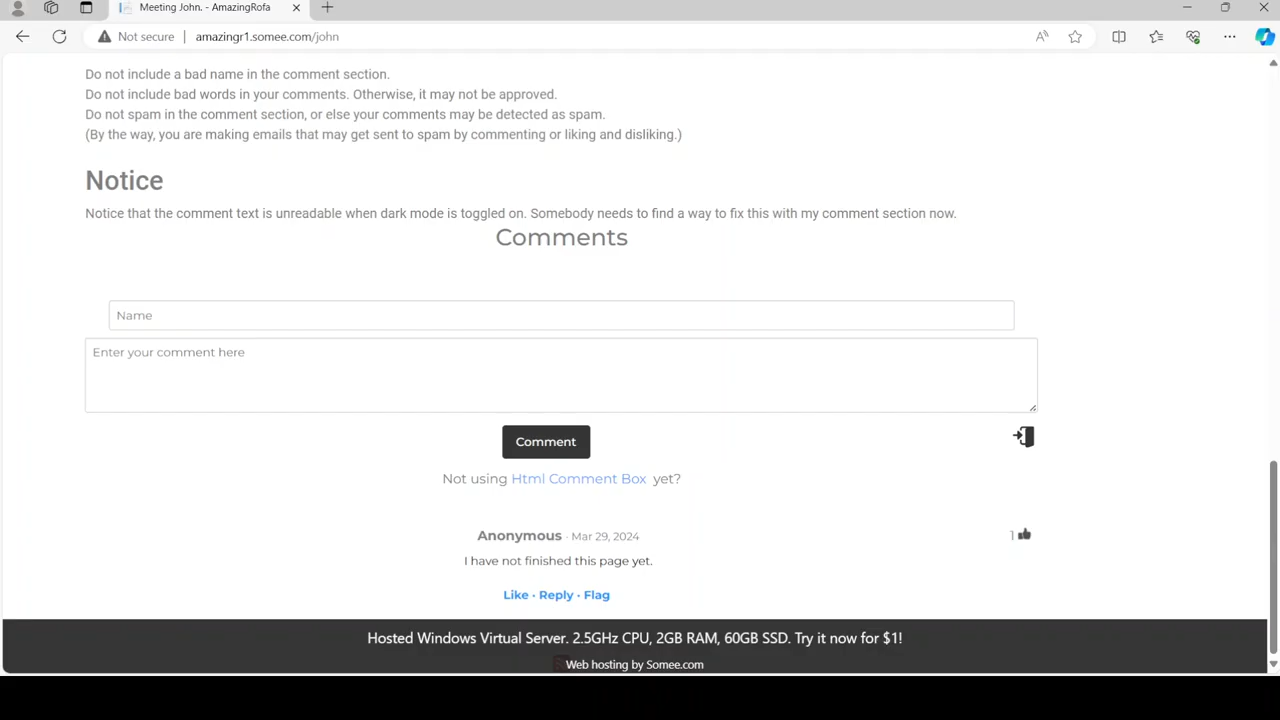 Meeting John. - AmazingRofa
Not secure
amazingr1.somee.com/john
Do not include a bad name in the comment section.
Do not include bad words in your comments. Otherwise, it may not be approved.
Do not spam in the comment section, or else your comments may be detected as spam.
(By the way, you are making emails that may get sent to spam by commenting or liking and disliking.)
Notice
Notice that the comment text is unreadable when dark mode is toggled on. Somebody needs to find a way to fix this with my comment section now.
Comments
Name
Enter your comment here
Comment
Not using Html Comment Box yet?
Anonymous · Mar 29, 2024
1
I have not finished this page yet.
Like · Reply · Flag
Hosted Windows Virtual Server. 2.5GHz CPU, 2GB RAM, 60GB SSD. Try it now for $1!
Web hosting by Somee.com